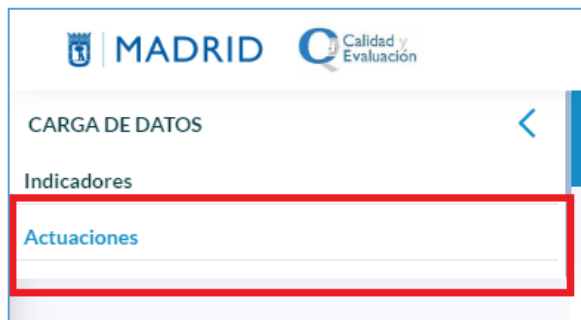 MADRID
Calidad y
Evaluación
CARGA DE DATOS
Indicadores
Actuaciones